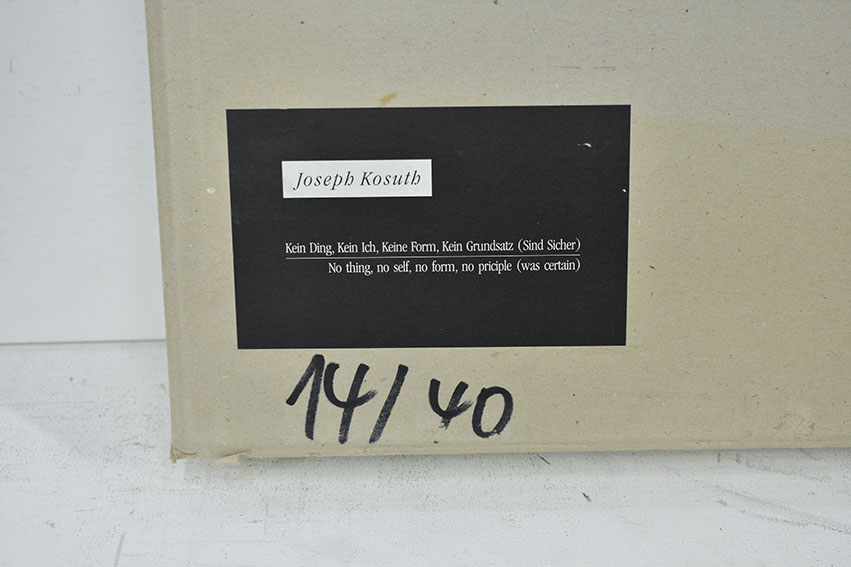 Joseph Kosuth
Kein Ding, Kein Ich, Keine Form, Kein Grundsatz (Sind Sicher)
No thing, no self, no form, no priciple (was certain)
14/40